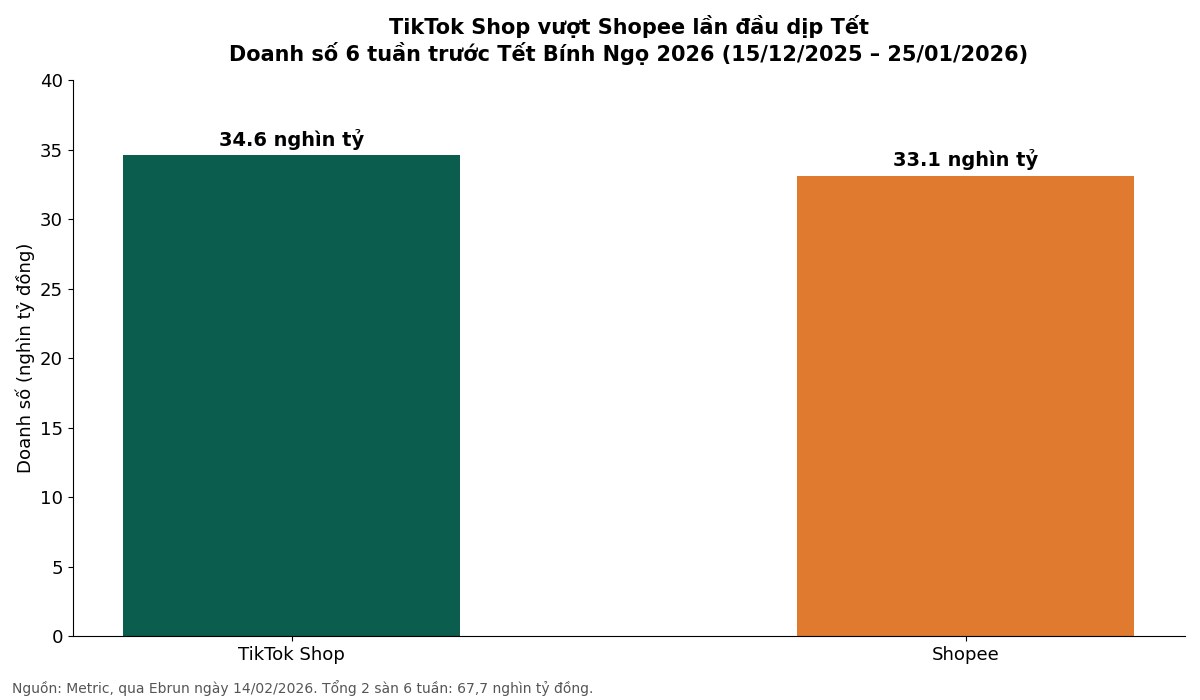 TikTok Shop vượt Shopee lần đầu dịp Tết
Doanh số 6 tuần trước Tết Bính Ngọ 2026 (15/12/2025 – 25/01/2026)
Doanh số (nghìn tỷ đồng)
40
35
30
25
20
15
10
5
0
34.6 nghìn tỷ
33.1 nghìn tỷ
TikTok Shop
Shopee
Nguồn: Metric, qua Ebrun ngày 14/02/2026. Tổng 2 sàn 6 tuần: 67,7 nghìn tỷ đồng.